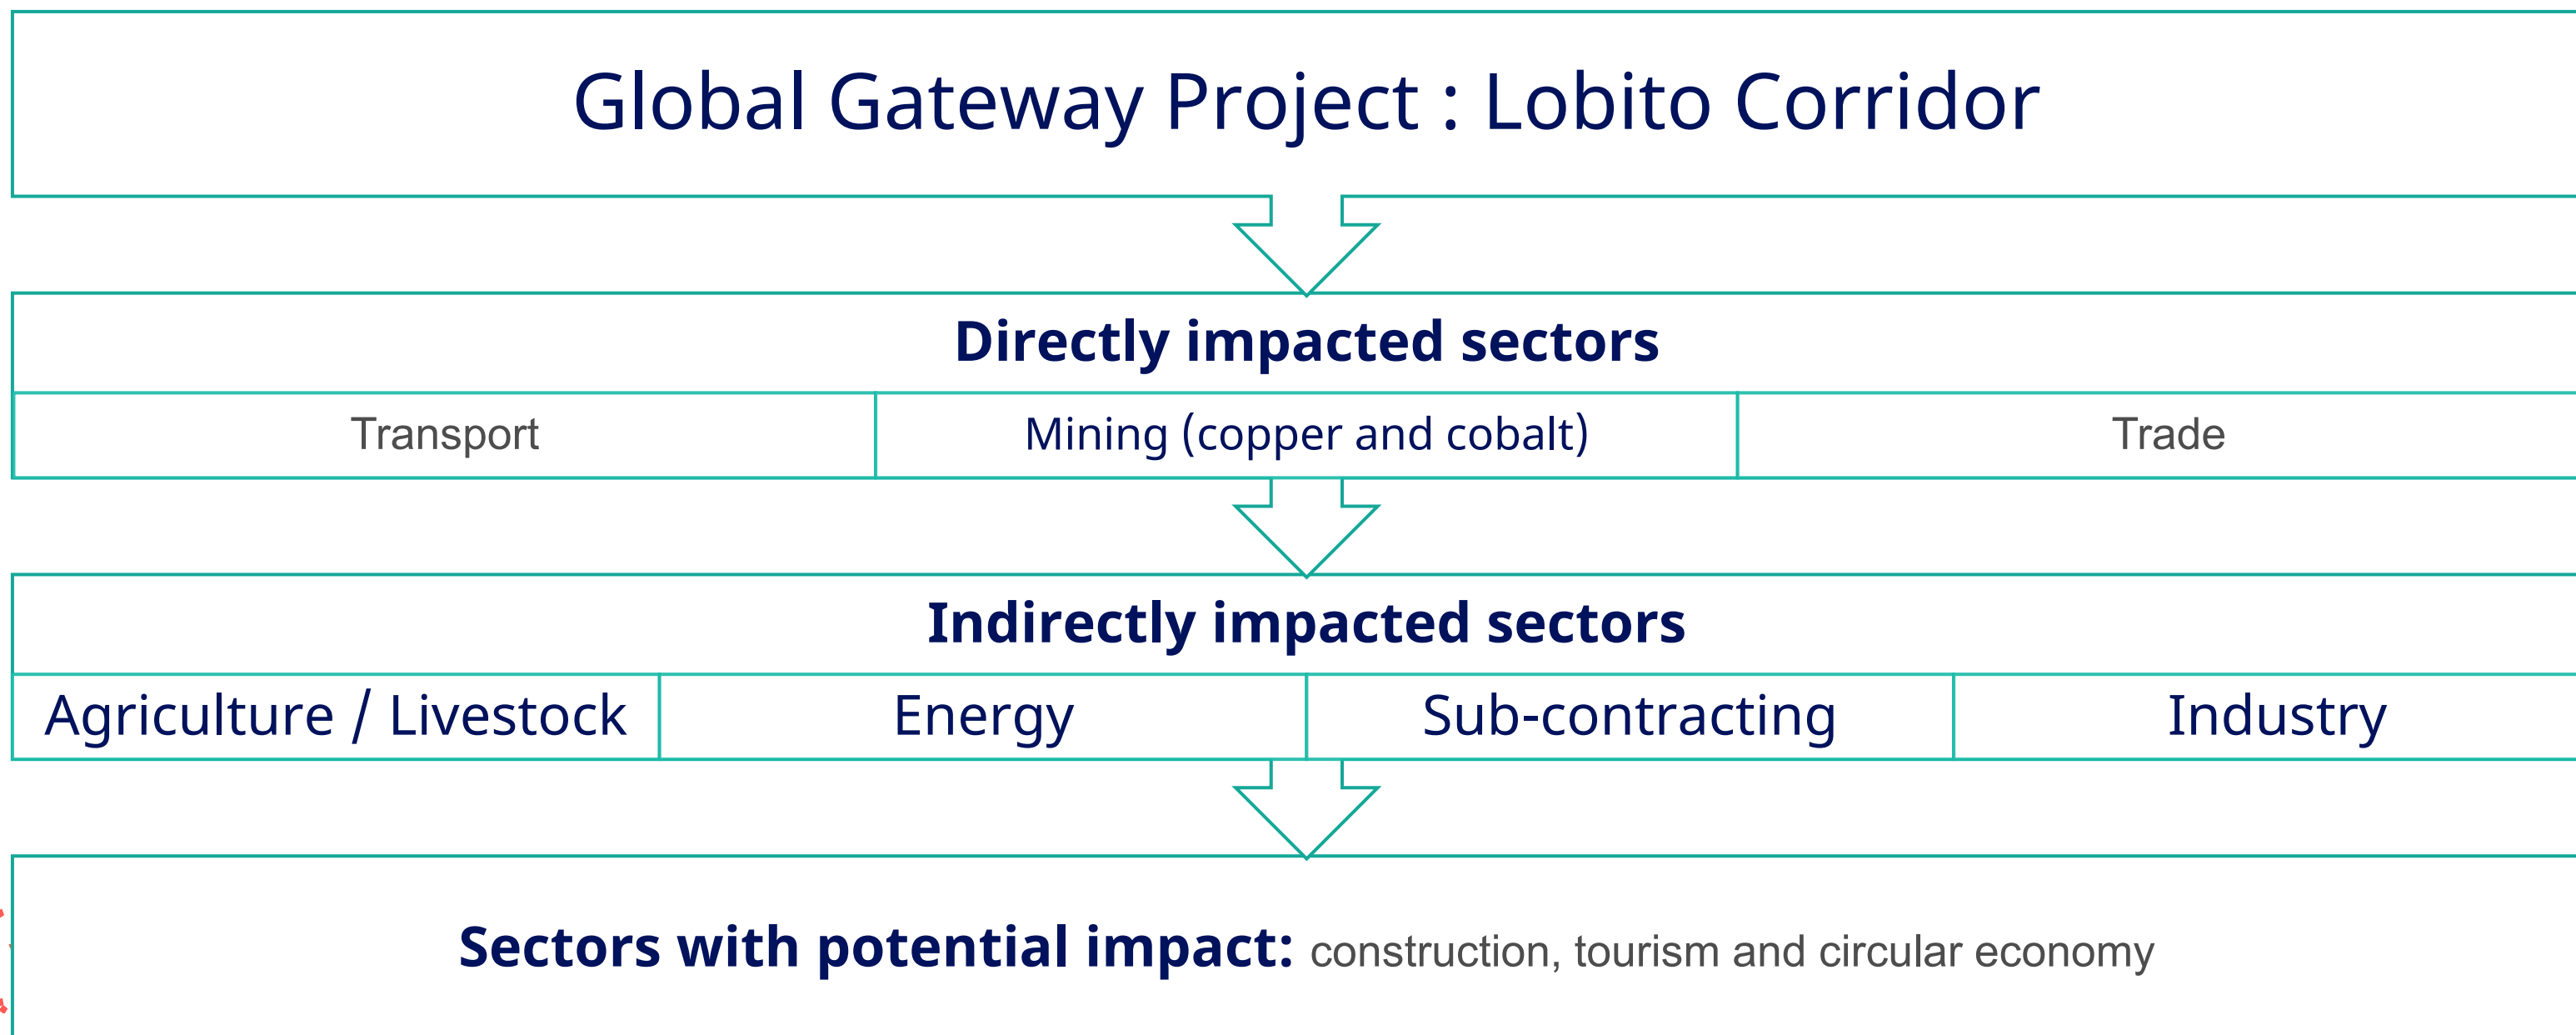 Global Gateway Project : Lobito Corridor
Directly impacted sectors
Transport
Mining (copper and cobalt)
Trade
Indirectly impacted sectors
Agriculture / Livestock
Energy
Sub-contracting
Industry
Sectors with potential impact: construction, tourism and circular economy